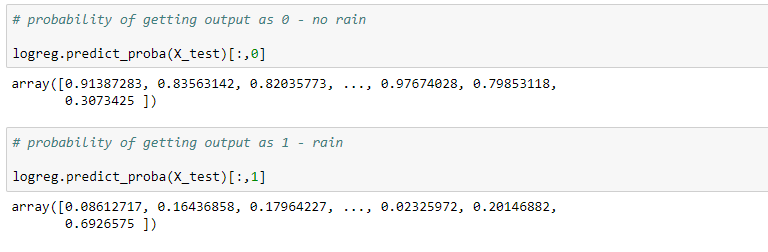 # probability of getting output as 0 - no rain
logreg.predict_proba(X_test)[:,0]
array([0.91387283, 0.83563142, 0.82035773, ..., 0.97674028, 0.79853118,
0.3073425 ])
# probability of getting output as 1 - rain
logreg.predict_proba(X_test)[:,1]
array([0.08612717, 0.16436858, 0.17964227, ..., 0.02325972, 0.20146882,
0.6926575 ])